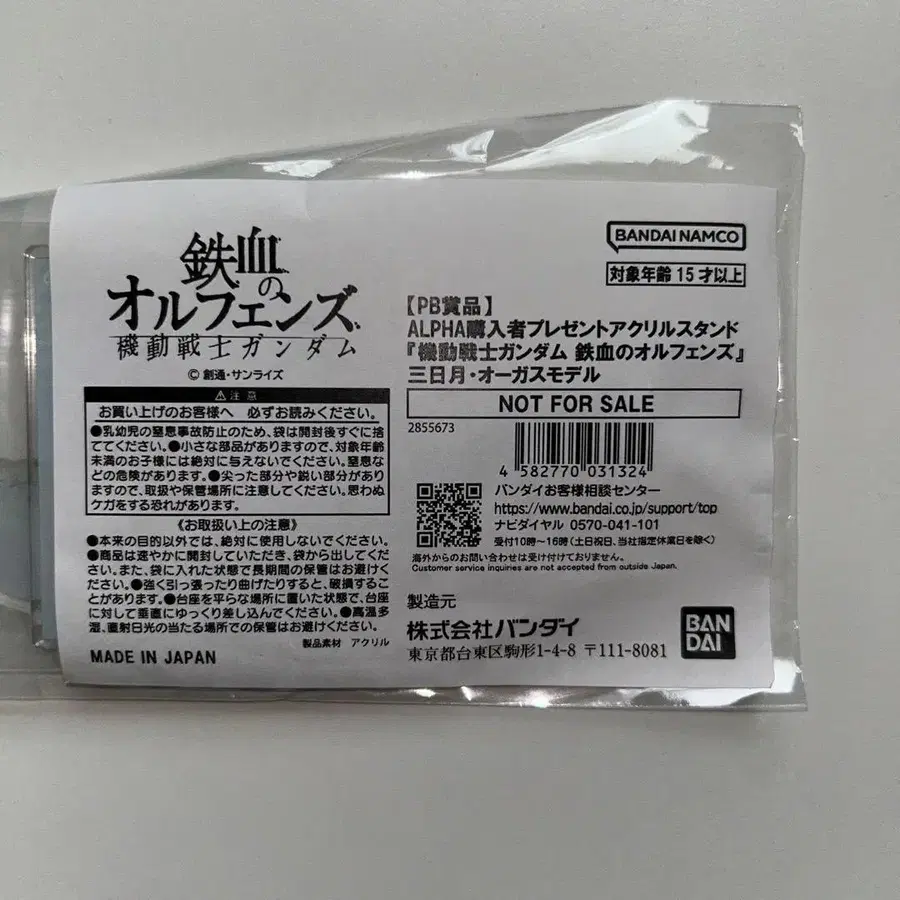 鉄血の
オルフェンズ
機動戦士ガンダム
© 創通・サンライズ
⚠ 注意
お買い上げのお客様へ 必ずお読みください。
●乳幼児の窒息事故防止のため、袋は開封後すぐに捨
ててください。●小さな部品がありますので、対象年齢
未満のお子様には絶対に与えないでください。窒息な
どの危険があります。●尖った部分や鋭い部分があり
ますので、取扱や保管場所に注意してください。思わぬ
ケガをする恐れがあります。
《お取扱い上の注意》
●本来の目的以外では、絶対に使用しないでください。
●商品は速やかに開封していただき、袋から出してくだ
さい。また、袋に入れた状態で長期間の保管はお避けく
ださい。●強く引っ張ったり曲げたりすると、破損するこ
とがあります。●台座を平らな場所に置いた状態で、台座
に対して垂直にゆっくり差し込んでください。●高温多
湿、直射日光の当たる場所での保管はお避けください。
製品素材 アクリル
MADE IN JAPAN
BANDAI NAMCO
対象年齢 15才以上
【PB賞品】
ALPHA購入者プレゼントアクリルスタンド
『機動戦士ガンダム 鉄血のオルフェンズ』
三日月・オーガスモデル
NOT FOR SALE
2855673
4 582770 031324
バンダイお客様相談センター
https://www.bandai.co.jp/support/top
ナビダイヤル 0570-041-101
受付10時～16時(土日祝日、当社指定休業日を除く)
海外からのお問い合わせは受け付けておりません。
Customer service inquiries are not accepted from outside Japan.
製造元
株式会社バンダイ
東京都台東区駒形1-4-8 〒111-8081
BAN
DAI